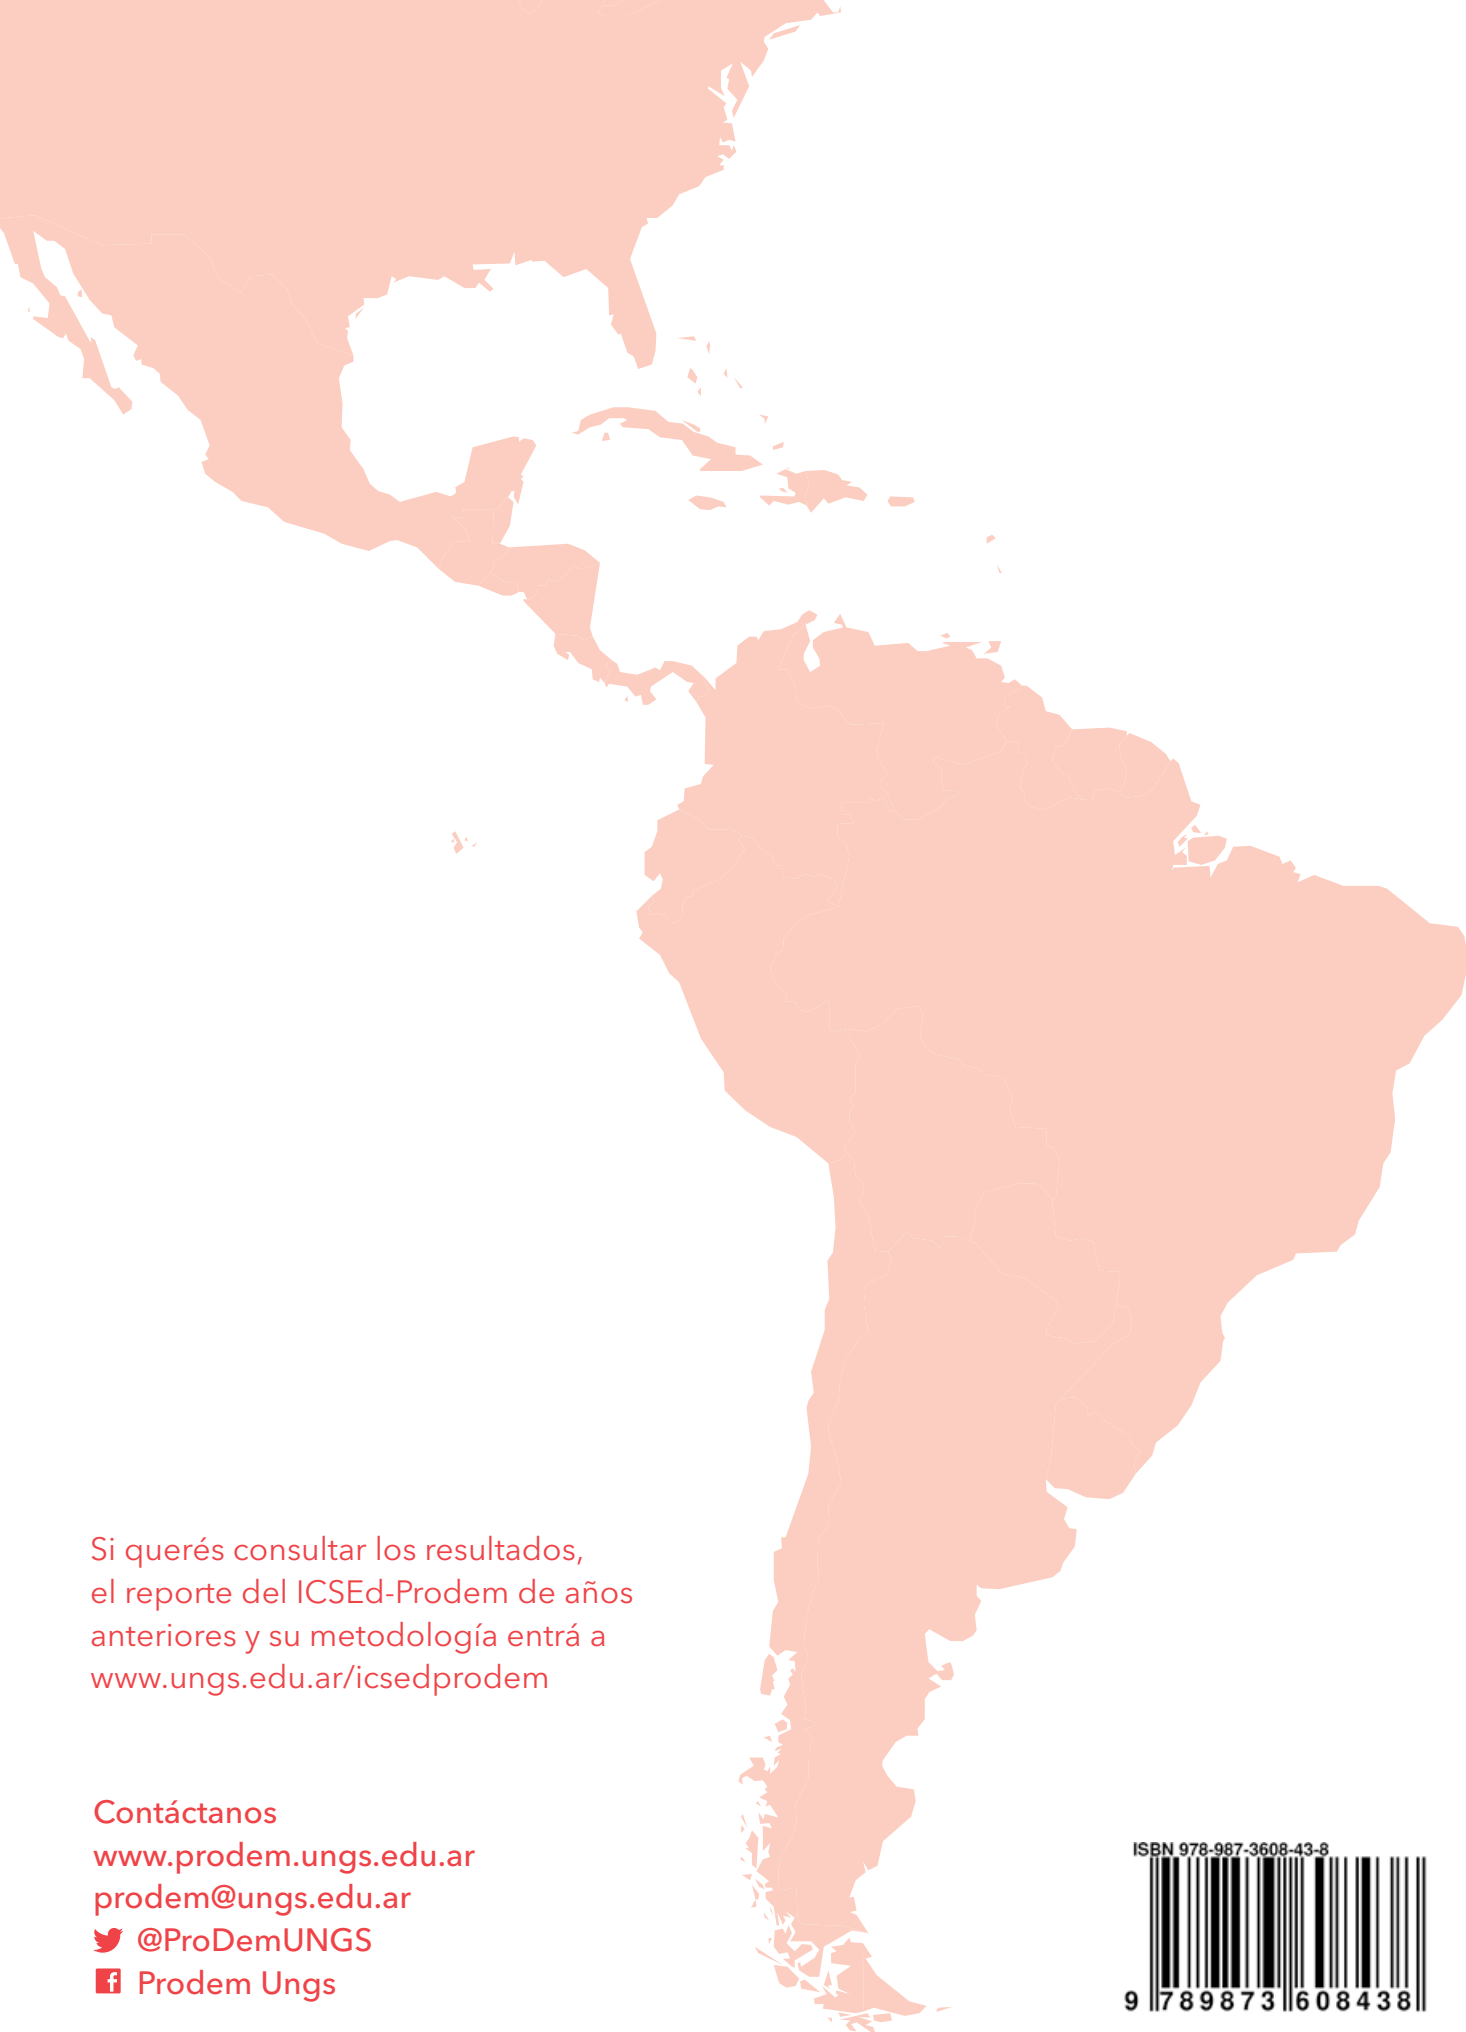 Si querés consultar los resultados,
el reporte del ICSEd-Prodem de años
anteriores y su metodología entrá a
www.ungs.edu.ar/icsedprodem
Contáctanos
www.prodem.ungs.edu.ar
prodem@ungs.edu.ar
@ProDemUNGS
Prodem Ungs
ISBN 978-987-3608-43-8
9 789873 608438